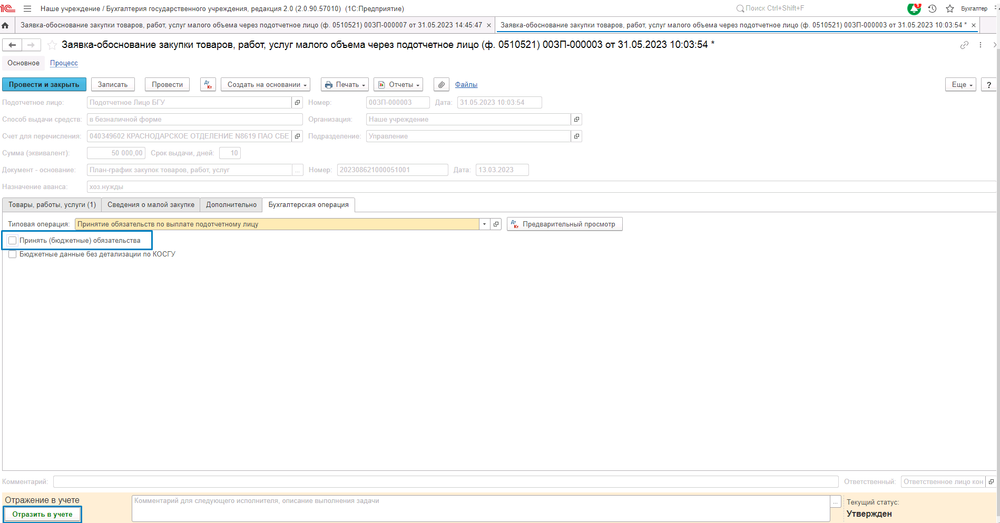 1С Наше учреждение / Бухгалтерия государственного учреждения, редакция 2.0 (2.0.90.57010) (1С:Предприятие) Поиск Ctrl+Shift+F 1 Бухгалтер
Заявка-обоснование закупки товаров, работ, услуг малого объема через подотчетное лицо (ф. 0510521) 00ЗП-000007 от 31.05.2023 14:45:47 × Заявка-обоснование закупки товаров, работ, услуг малого объема через подотчетное лицо (ф. 0510521) 00ЗП-000003 от 31.05.2023 10:03:54 * ×
Заявка-обоснование закупки товаров, работ, услуг малого объема через подотчетное лицо (ф. 0510521) 00ЗП-000003 от 31.05.2023 10:03:54 *
Основное Процесс
Провести и закрыть Записать Провести Дт Кт Создать на основании Печать Отчеты Файлы Еще ?
Подотчетное лицо: Подотчетное Лицо БГУ Номер: 00ЗП-000003 Дата: 31.05.2023 10:03:54
Способ выдачи средств: в безналичной форме Организация: Наше учреждение
Счет для перечисления: 040349602 КРАСНОДАРСКОЕ ОТДЕЛЕНИЕ N8619 ПАО СБЕ Подразделение: Управление
Сумма (эквивалент): 50 000,00 Срок выдачи, дней: 10
Документ - основание: План-график закупок товаров, работ, услуг ... Номер: 202308621000051001 Дата: 13.03.2023
Назначение аванса: хоз.нужды
Товары, работы, услуги (1) Сведения о малой закупке Дополнительно Бухгалтерская операция
Типовая операция: Принятие обязательств по выплате подотчетному лицу Дт Кт Предварительный просмотр
Принять (бюджетные) обязательства
Бюджетные данные без детализации по КОСГУ
Комментарий: Ответственный: Ответственное лицо кон
Отражение в учете Комментарий для следующего исполнителя, описание выполнения задачи ... Текущий статус:
Отразить в учете Утвержден